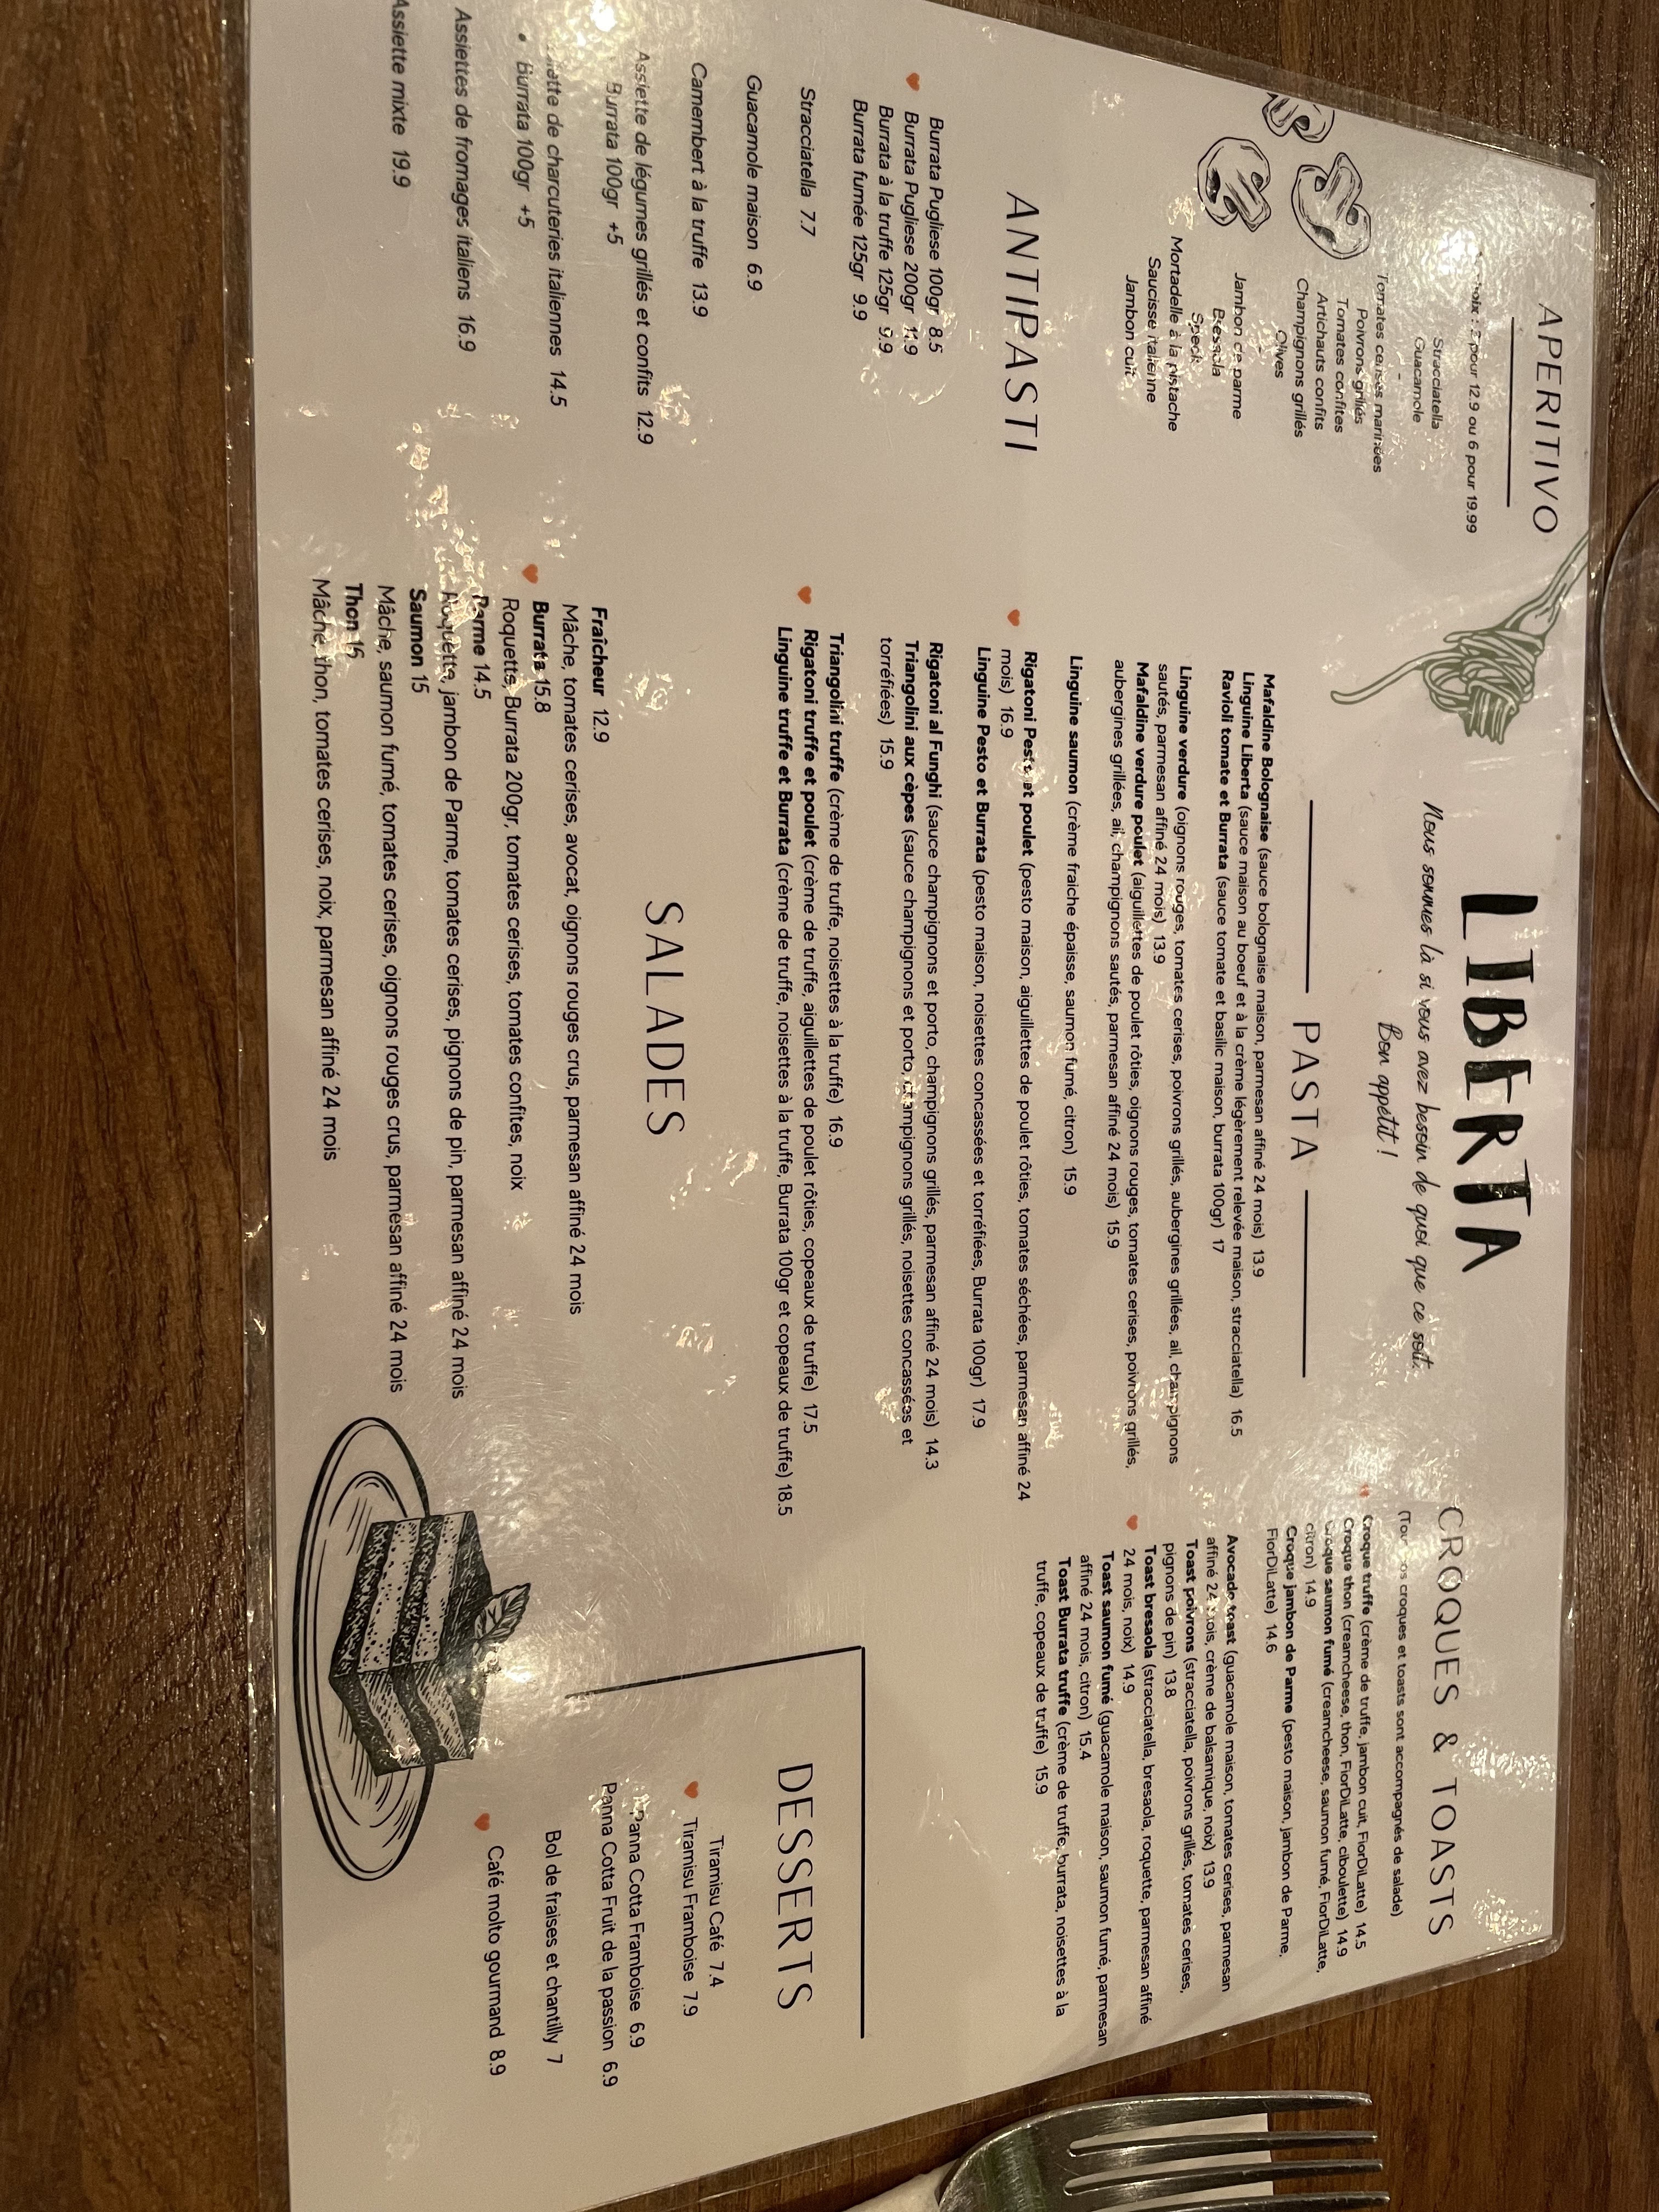 LIBERTA
Nous sommes là si vous avez besoin de quoi que ce soit.
Bon appétit !
APERITIVO
pour 12.9 ou 6 pour 19.99
Stracciatella
Guacamole
-
Tomates cerises marinées
Poivrons grillés
Tomates confites
Artichauts confits
Champignons grillés
Olives
Jambon de parme
Bresaola
Speck
Mortadelle à la pistache
Saucisse italienne
Jambon cuit
ANTIPASTI
Burrata Pugliese 100gr 8.5
Burrata Pugliese 200gr
Burrata à la truffe 125gr 9.9
Burrata fumée 125gr 9.9
Stracciatella 7.7
Guacamole maison 6.9
Camembert à la truffe 13.9
Assiette de légumes grillés et confits 12.9
Burrata 100gr +5
de charcuteries italiennes 14.5
• Burrata 100gr +5
Assiettes de fromages italiens 16.9
Assiette mixte 19.9
PASTA
Mafaldine Bolognaise (sauce bolognaise maison, parmesan affiné 24 mois) 13.9
Linguine Liberta (sauce maison au boeuf et à la crème légèrement relevée maison, stracciatella) 16.5
Ravioli tomate et Burrata (sauce tomate et basilic maison, burrata 100gr) 17
Linguine verdure (oignons rouges, tomates cerises, poivrons grillés, aubergines grillées, ail, champignons
sautés, parmesan affiné 24 mois) 13.9
Mafaldine verdure poulet (aiguillettes de poulet rôties, oignons rouges, tomates cerises, poivrons grillés,
aubergines grillées, ail, champignons sautés, parmesan affiné 24 mois) 15.9
Linguine saumon (crème fraiche épaisse, saumon fumé, citron) 15.9
Rigatoni Pesto et poulet (pesto maison, aiguillettes de poulet rôties, tomates séchées, parmesan affiné 24
mois) 16.9
Linguine Pesto et Burrata (pesto maison, noisettes concassées et torréfiées, Burrata 100gr) 17.9
Rigatoni al Funghi (sauce champignons et porto, champignons grillés, parmesan affiné 24 mois) 14.3
Triangolini aux cèpes (sauce champignons et porto, champignons grillés, noisettes concassées et
torréfiées) 15.9
Triangolini truffe (crème de truffe, noisettes à la truffe) 16.9
Rigatoni truffe et poulet (crème de truffe, aiguillettes de poulet rôties, copeaux de truffe) 17.5
Linguine truffe et Burrata (crème de truffe, noisettes à la truffe, Burrata 100gr et copeaux de truffe) 18.5
SALADES
Fraîcheur 12.9
Mâche, tomates cerises, avocat, oignons rouges crus, parmesan affiné 24 mois
Burrata 15.8
Roquette, Burrata 200gr, tomates cerises, tomates confites, noix
Parme 14.5
Roquette, jambon de Parme, tomates cerises, pignons de pin, parmesan affiné 24 mois
Saumon 15
Mâche, saumon fumé, tomates cerises, oignons rouges crus, parmesan affiné 24 mois
Thon 15
Mâche, thon, tomates cerises, noix, parmesan affiné 24 mois
CROQUES & TOASTS
croques et toasts sont accompagnés de salade)
Croque truffe (crème de truffe, jambon cuit, FiorDiLatte) 14.5
Croque thon (creamcheese, thon, FiorDiLatte, ciboulette) 14.9
Croque saumon fumé (creamcheese, saumon fumé, FiorDiLatte,
citron) 14.9
Croque jambon de Parme (pesto maison, jambon de Parme,
FiorDiLatte) 14.6
Avocado toast (guacamole maison, tomates cerises, parmesan
affiné 24 mois, crème de balsamique, noix) 13.9
Toast poivrons (stracciatella, poivrons grillés, tomates cerises,
pignons de pin) 13.8
Toast bresaola (stracciatella, bresaola, roquette, parmesan affiné
24 mois, noix) 14.9
Toast saumon fumé (guacamole maison, saumon fumé, parmesan
affiné 24 mois, citron) 15.4
Toast Burrata truffe (crème de truffe, burrata, noisettes à la
truffe, copeaux de truffe) 15.9
DESSERTS
Tiramisu Café 7.4
Tiramisu Framboise 7.9
Panna Cotta Framboise 6.9
Panna Cotta Fruit de la passion 6.9
Bol de fraises et chantilly 7
Café molto gourmand 8.9